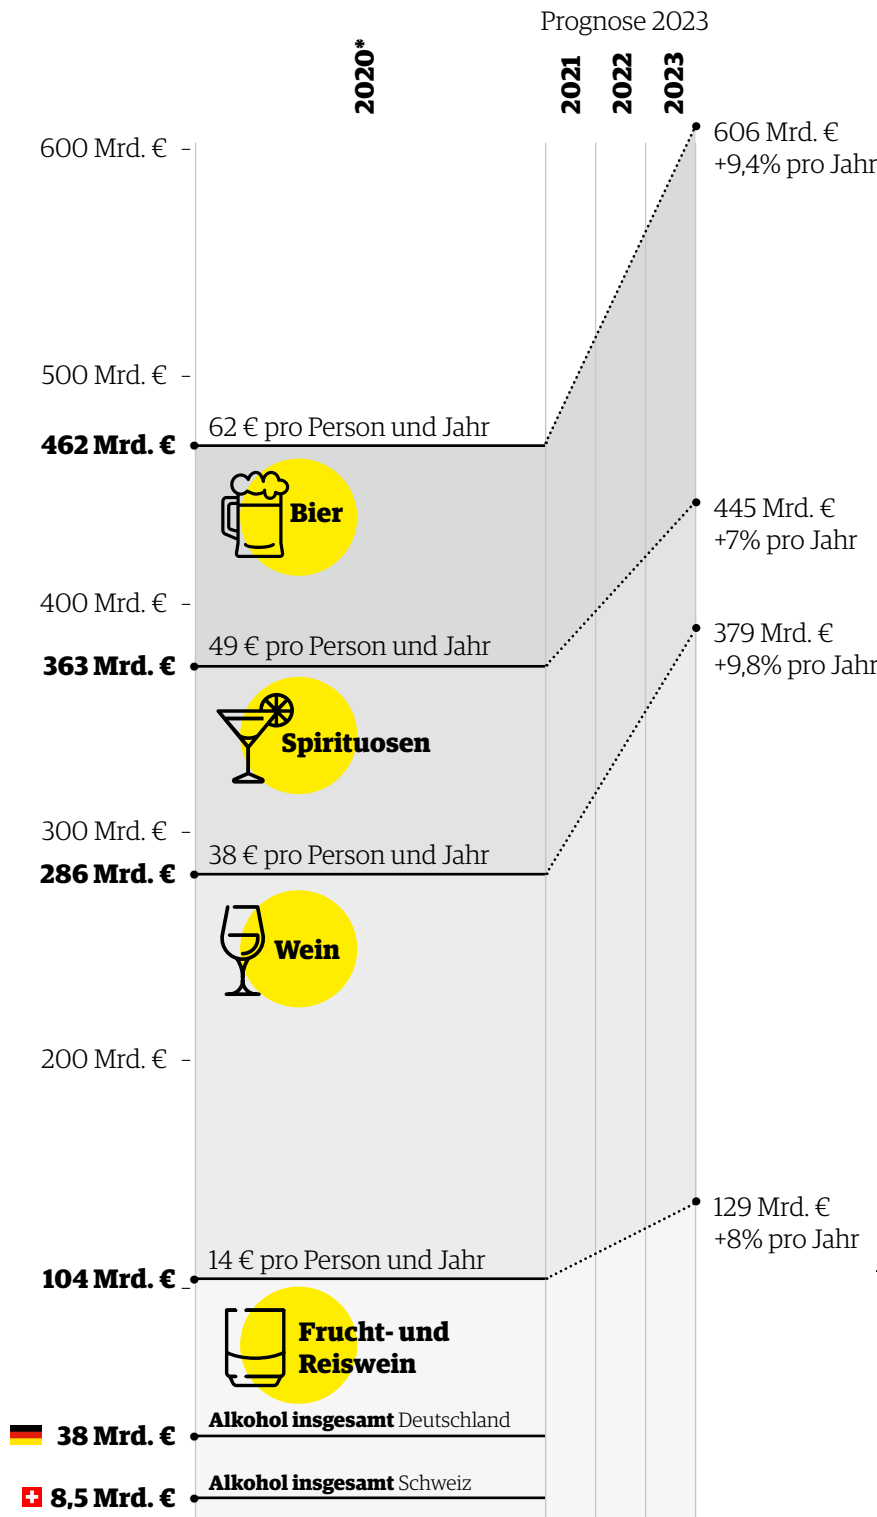 Prognose 2023
2020*
2021
2022
2023
600 Mrd. €
606 Mrd. €
+9,4% pro Jahr
500 Mrd. €
462 Mrd. €
62 € pro Person und Jahr
Bier
445 Mrd. €
+7% pro Jahr
400 Mrd. €
363 Mrd. €
49 € pro Person und Jahr
379 Mrd. €
+9,8% pro Jahr
Spirituosen
300 Mrd. €
286 Mrd. €
38 € pro Person und Jahr
Wein
200 Mrd. €
129 Mrd. €
+8% pro Jahr
104 Mrd. €
14 € pro Person und Jahr
Frucht- und
Reiswein
38 Mrd. €
Alkohol insgesamt Deutschland
8,5 Mrd. €
Alkohol insgesamt Schweiz